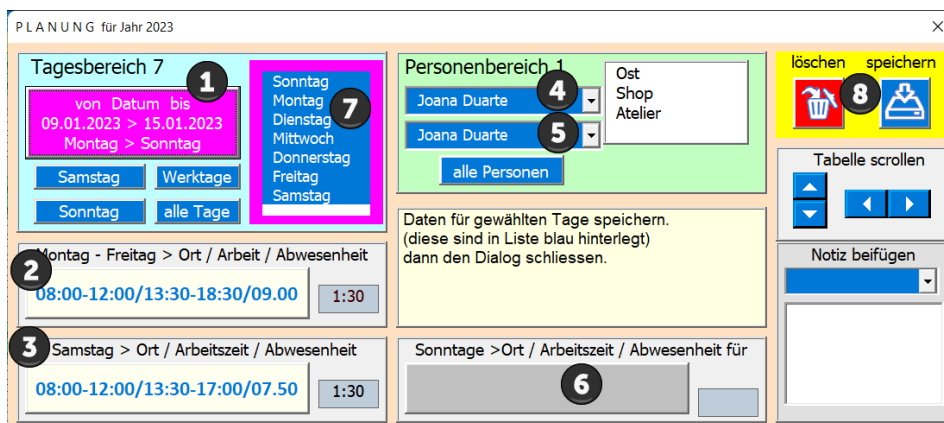 P L A N U N G für Jahr 2023
Tagesbereich 7
1
von Datum bis
09.01.2023 > 15.01.2023
Montag > Sonntag
Samstag
Werktage
Sonntag
alle Tage
Sonntag
Montag
Dienstag
Mittwoch
Donnerstag
Freitag
Samstag
7
Personenbereich 1
Joana Duarte
4
Joana Duarte
5
alle Personen
Ost
Shop
Atelier
löschen speichern
8
Tabelle scrollen
Montag - Freitag > Ort / Arbeit / Abwesenheit
2
08:00-12:00/13:30-18:30/09.00
1:30
Daten für gewählten Tage speichern.
(diese sind in Liste blau hinterlegt)
dann den Dialog schliessen.
Notiz beifügen
3
Samstag > Ort / Arbeitszeit / Abwesenheit
08:00-12:00/13:30-17:00/07.50
1:30
Sonntage >Ort / Arbeitszeit / Abwesenheit für
6